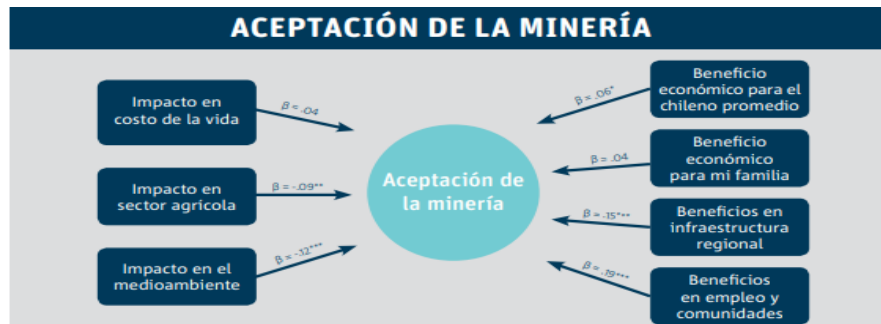 ACEPTACIÓN DE LA MINERÍA
Impacto en
costo de la vida
β = -.04
Impacto en
sector agrícola
β = -.09**
Impacto en el
medioambiente
β = -.12***
Aceptación de
la minería
Beneficio
económico para el
chileno promedio
β = .06*
Beneficio
económico
para mi familia
β = .04
Beneficios en
infraestructura
regional
β = .15***
Beneficios
en empleo y
comunidades
β = .19***